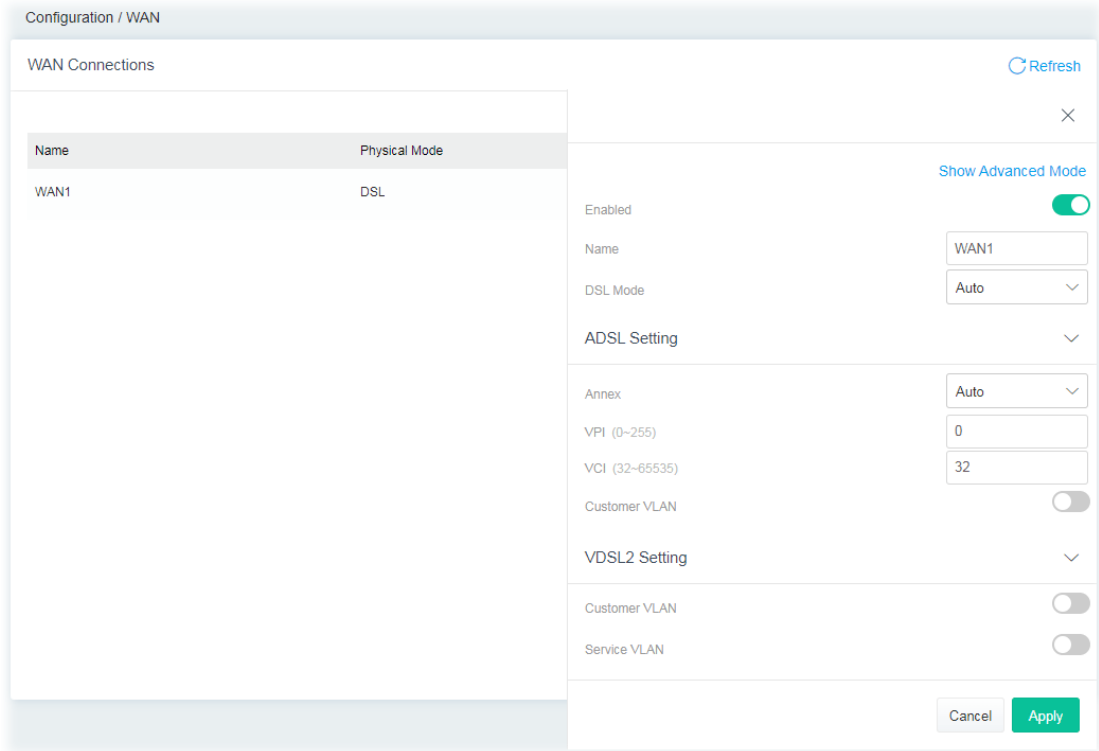 Configuration / WAN
WAN Connections
Refresh
Name Physical Mode
WAN1 DSL
Show Advanced Mode
Enabled
Name WAN1
DSL Mode Auto
ADSL Setting
Annex Auto
VPI (0~255) 0
VCI (32~65535) 32
Customer VLAN
VDSL2 Setting
Customer VLAN
Service VLAN
Cancel Apply